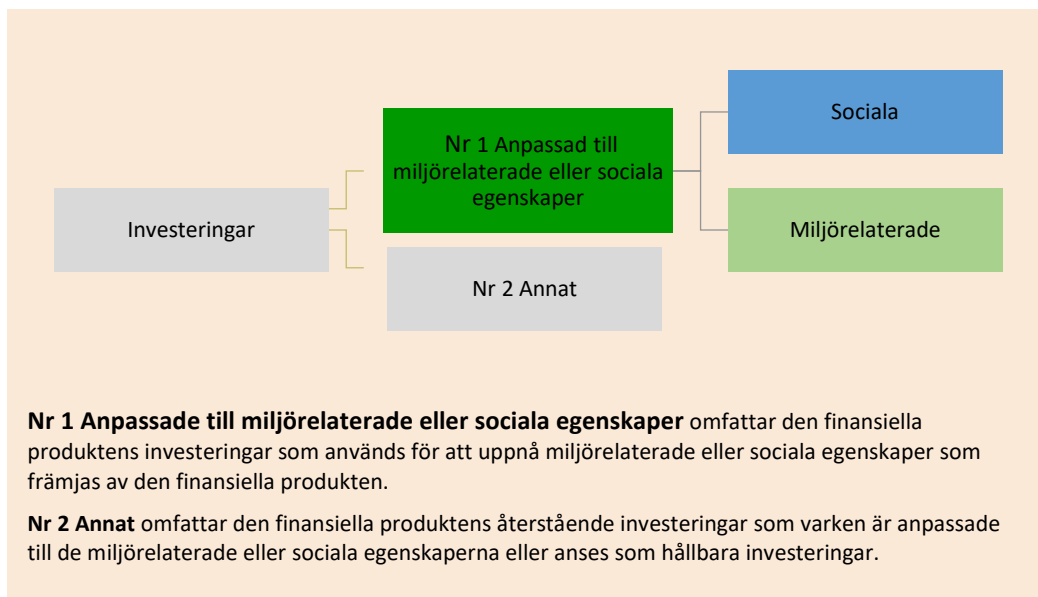 Investeringar
Nr 1 Anpassad till
miljörelaterade eller sociala
egenskaper
Nr 2 Annat
Sociala
Miljörelaterade
Nr 1 Anpassade till miljörelaterade eller sociala egenskaper omfattar den finansiella
produktens investeringar som används för att uppnå miljörelaterade eller sociala egenskaper som
främjas av den finansiella produkten.
Nr 2 Annat omfattar den finansiella produktens återstående investeringar som varken är anpassade
till de miljörelaterade eller sociala egenskaperna eller anses som hållbara investeringar.